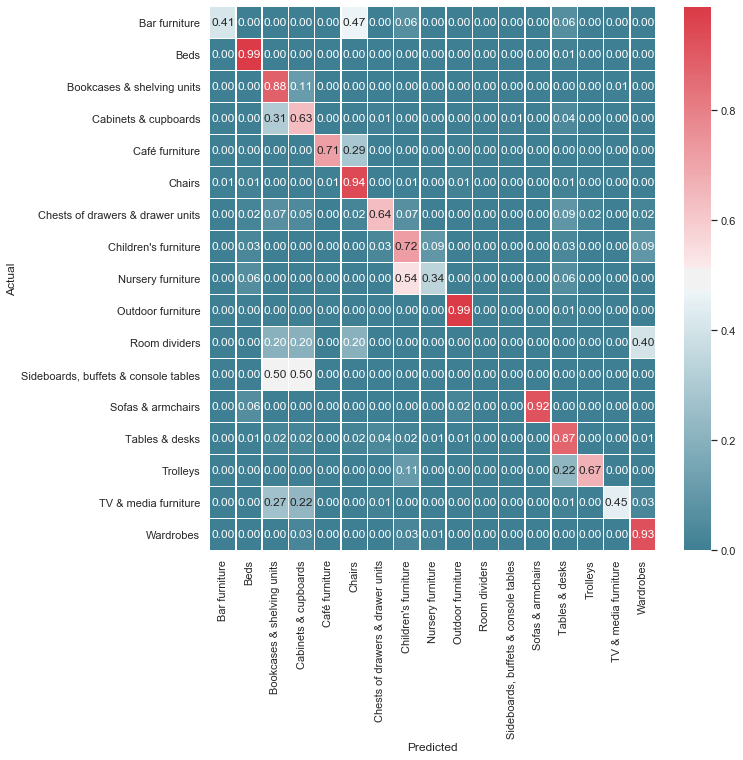 Bar furniture 0.41 0.00 0.00 0.00 0.00 0.47 0.00 0.06 0.00 0.00 0.00 0.00 0.00 0.06 0.00 0.00 0.00
Beds 0.00 0.99 0.00 0.00 0.00 0.00 0.00 0.00 0.00 0.00 0.00 0.00 0.00 0.01 0.00 0.00 0.00
0.8
Bookcases & shelving units 0.00 0.00 0.88 0.11 0.00 0.00 0.00 0.00 0.00 0.00 0.00 0.00 0.00 0.00 0.00 0.01 0.00
Cabinets & cupboards 0.00 0.00 0.31 0.63 0.00 0.00 0.01 0.00 0.00 0.00 0.00 0.01 0.00 0.04 0.00 0.00 0.00
Café furniture 0.00 0.00 0.00 0.00 0.71 0.29 0.00 0.00 0.00 0.00 0.00 0.00 0.00 0.00 0.00 0.00 0.00
Chairs 0.01 0.01 0.00 0.00 0.01 0.94 0.00 0.01 0.00 0.01 0.00 0.00 0.00 0.01 0.00 0.00 0.00
0.6
Chests of drawers & drawer units 0.00 0.02 0.07 0.05 0.00 0.02 0.64 0.07 0.00 0.00 0.00 0.00 0.00 0.09 0.02 0.00 0.02
Children's furniture 0.00 0.03 0.00 0.00 0.00 0.00 0.03 0.72 0.09 0.00 0.00 0.00 0.00 0.03 0.00 0.00 0.09
Nursery furniture 0.00 0.06 0.00 0.00 0.00 0.00 0.00 0.54 0.34 0.00 0.00 0.00 0.00 0.06 0.00 0.00 0.00
Actual
Outdoor furniture 0.00 0.00 0.00 0.00 0.00 0.00 0.00 0.00 0.00 0.99 0.00 0.00 0.00 0.01 0.00 0.00 0.00
0.4
Room dividers 0.00 0.00 0.20 0.20 0.00 0.20 0.00 0.00 0.00 0.00 0.00 0.00 0.00 0.00 0.00 0.00 0.40
Sideboards, buffets & console tables 0.00 0.00 0.50 0.50 0.00 0.00 0.00 0.00 0.00 0.00 0.00 0.00 0.00 0.00 0.00 0.00 0.00
Sofas & armchairs 0.00 0.06 0.00 0.00 0.00 0.00 0.00 0.00 0.00 0.02 0.00 0.00 0.92 0.00 0.00 0.00 0.00
Tables & desks 0.00 0.01 0.02 0.02 0.00 0.02 0.04 0.02 0.01 0.01 0.00 0.00 0.00 0.87 0.00 0.00 0.01
0.2
Trolleys 0.00 0.00 0.00 0.00 0.00 0.00 0.00 0.11 0.00 0.00 0.00 0.00 0.00 0.22 0.67 0.00 0.00
TV & media furniture 0.00 0.00 0.27 0.22 0.00 0.00 0.01 0.00 0.00 0.00 0.00 0.00 0.00 0.01 0.00 0.45 0.03
Wardrobes 0.00 0.00 0.00 0.03 0.00 0.00 0.00 0.03 0.01 0.00 0.00 0.00 0.00 0.00 0.00 0.00 0.93
0.0
Bar furniture
Beds
Bookcases & shelving units
Cabinets & cupboards
Café furniture
Chairs
Chests of drawers & drawer units
Children's furniture
Nursery furniture
Outdoor furniture
Room dividers
Sideboards, buffets & console tables
Sofas & armchairs
Tables & desks
Trolleys
TV & media furniture
Wardrobes
Predicted